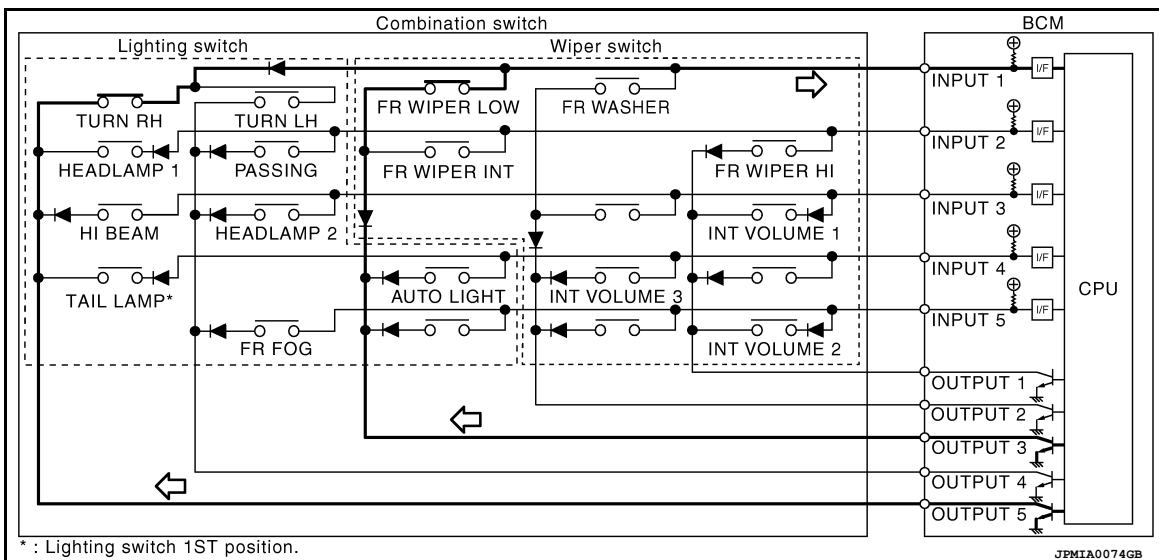 Combination switch
BCM
Lighting switch
Wiper switch
INPUT 1
I/F
TURN RH
TURN LH
FR WIPER LOW
FR WASHER
INPUT 2
I/F
HEADLAMP 1
PASSING
FR WIPER INT
FR WIPER HI
INPUT 3
I/F
HI BEAM
HEADLAMP 2
INT VOLUME 1
INPUT 4
I/F
TAIL LAMP*
AUTO LIGHT
INT VOLUME 3
CPU
INPUT 5
I/F
FR FOG
INT VOLUME 2
OUTPUT 1
OUTPUT 2
OUTPUT 3
OUTPUT 4
OUTPUT 5
* : Lighting switch 1ST position.
JPMIA0074GB